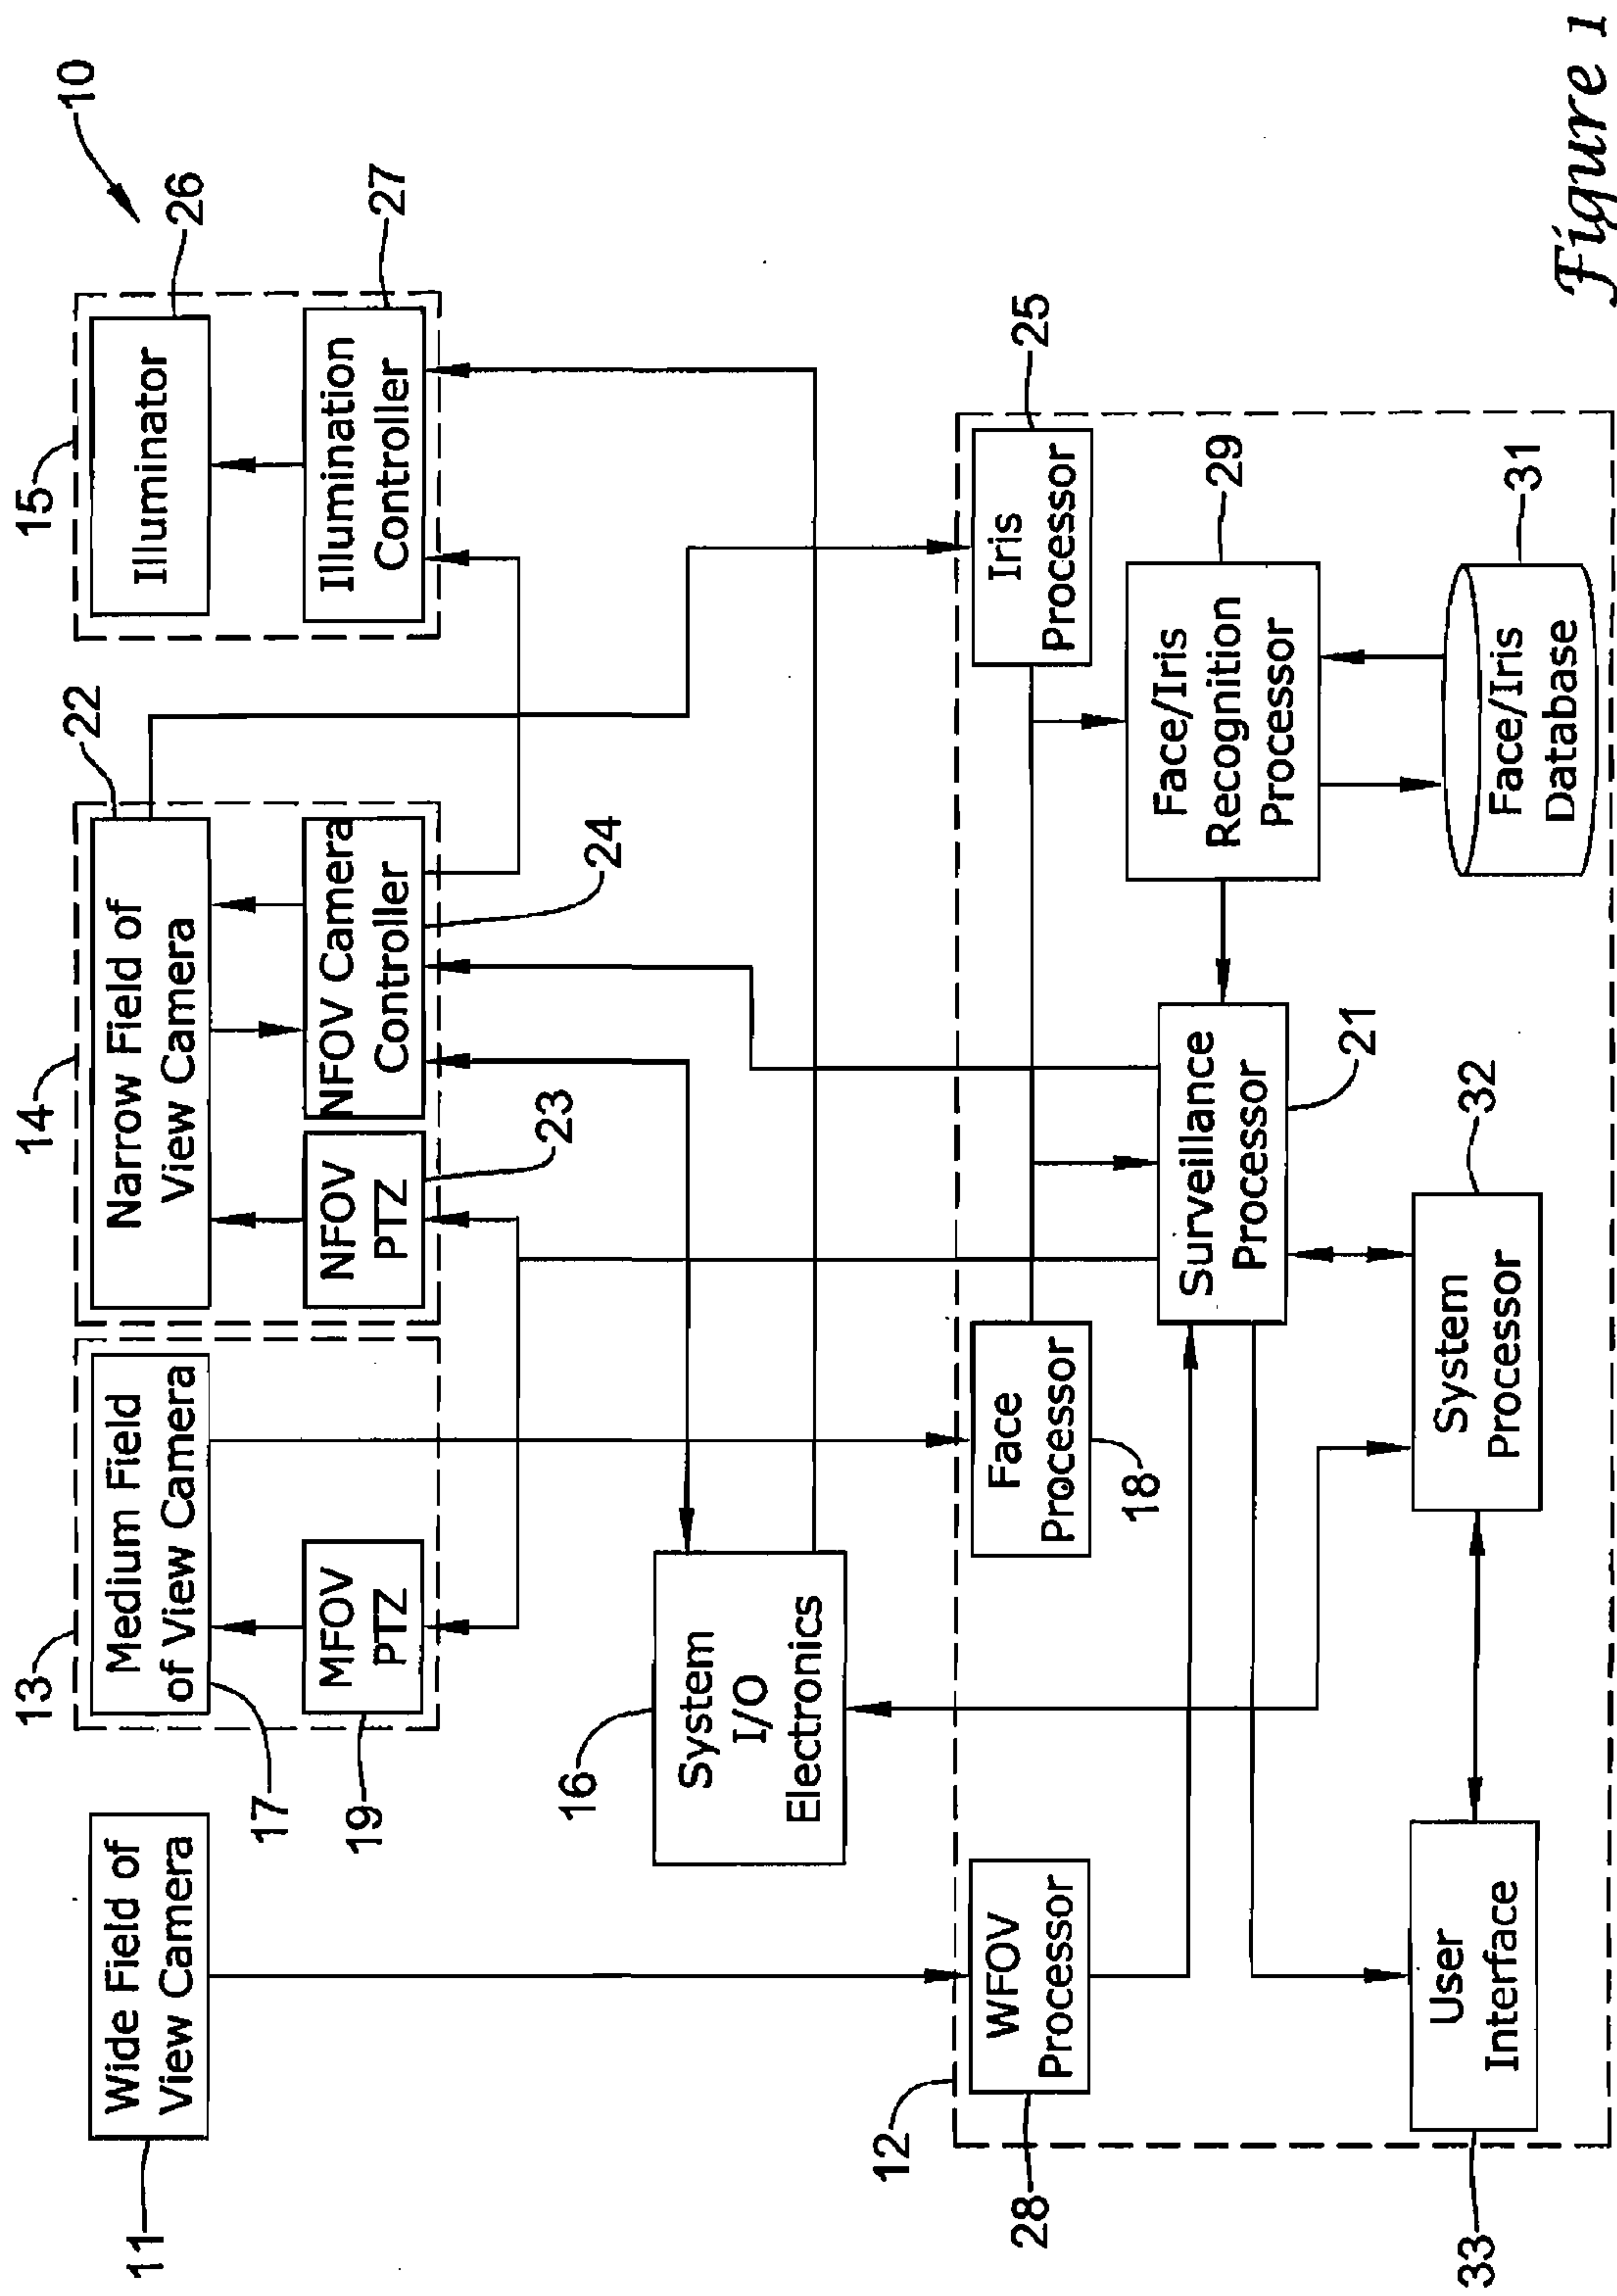 10
11
Wide Field of
View Camera
13
Medium Field
of View Camera
17
MFOV
PTZ
19
14
Narrow Field of
View Camera
22
NFOV
PTZ
23
NFOV Camera
Controller
24
15
Illuminator
26
Illumination
Controller
27
16
System
I/O
Electronics
12
WFOV
Processor
28
Face
Processor
18
Iris
Processor
25
Surveillance
Processor
21
Face/Iris
Recognition
Processor
29
User
Interface
33
System
Processor
32
Face/Iris
Database
31
Figure 1